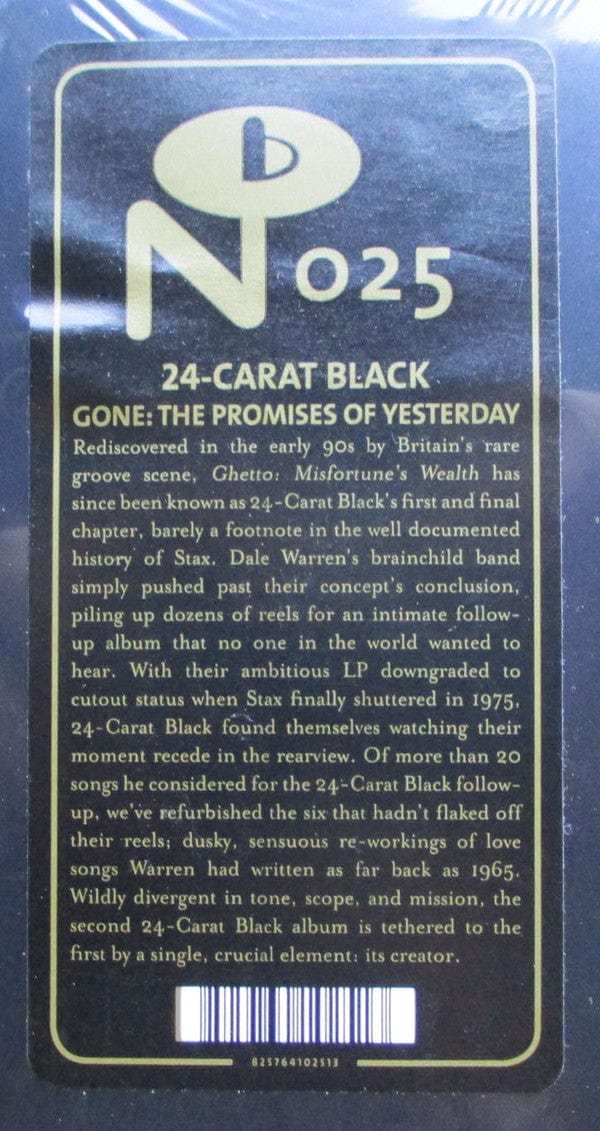 No 025
24-CARAT BLACK
GONE: THE PROMISES OF YESTERDAY
Rediscovered in the early 90s by Britain's rare
groove scene, Ghetto: Misfortune's Wealth has
since been known as 24-Carat Black's first and final
chapter, barely a footnote in the well documented
history of Stax. Dale Warren's brainchild band
simply pushed past their concept's conclusion,
piling up dozens of reels for an intimate follow-
up album that no one in the world wanted to
hear. With their ambitious LP downgraded to
cutout status when Stax finally shuttered in 1975,
24-Carat Black found themselves watching their
moment recede in the rearview. Of more than 20
songs he considered for the 24-Carat Black follow-
up, we've refurbished the six that hadn't flaked off
their reels; dusky, sensuous re-workings of love
songs Warren had written as far back as 1965.
Wildly divergent in tone, scope, and mission, the
second 24-Carat Black album is tethered to the
first by a single, crucial element: its creator.
825764102513